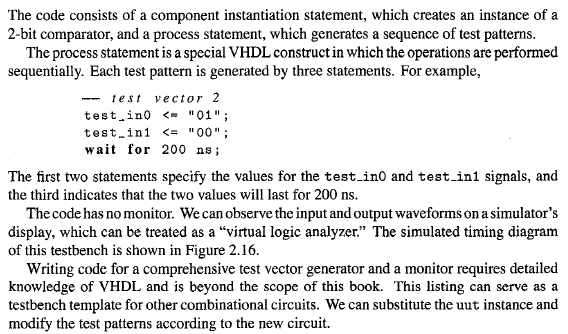 The code consists of a component instantiation statement, which creates an instance of a
2-bit comparator, and a process statement, which generates a sequence of test patterns.
The process statement is a special VHDL construct in which the operations are performed
sequentially. Each test pattern is generated by three statements. For example,
-- test vector 2
test_in0 <= "01";
test_in1 <= "00";
wait for 200 ns;
The first two statements specify the values for the test_in0 and test_in1 signals, and
the third indicates that the two values will last for 200 ns.
The code has no monitor. We can observe the input and output waveforms on a simulator's
display, which can be treated as a “virtual logic analyzer.” The simulated timing diagram
of this testbench is shown in Figure 2.16.
Writing code for a comprehensive test vector generator and a monitor requires detailed
knowledge of VHDL and is beyond the scope of this book. This listing can serve as a
testbench template for other combinational circuits. We can substitute the uut instance and
modify the test patterns according to the new circuit.